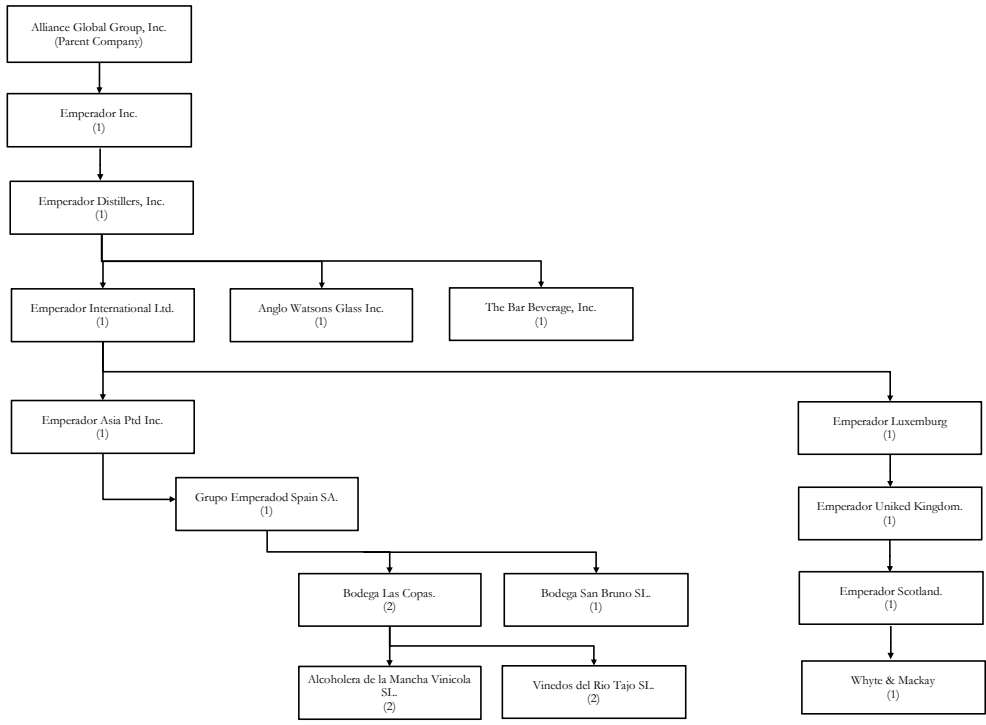 Alliance Global Group, Inc.
(Parent Company)
Emperador Inc.
(1)
Emperador Distillers, Inc.
(1)
Emperador International Ltd.
(1)
Anglo Watsons Glass Inc.
(1)
The Bar Beverage, Inc.
(1)
Emperador Asia Ptd Inc.
(1)
Emperador Luxemburg
(1)
Grupo Emperadod Spain SA.
(1)
Emperador Uniked Kingdom.
(1)
Bodega Las Copas.
(2)
Bodega San Bruno SL.
(1)
Emperador Scotland.
(1)
Alcoholera de la Mancha Vinicola
SL.
(2)
Vinedos del Rio Tajo SL.
(2)
Whyte & Mackay
(1)